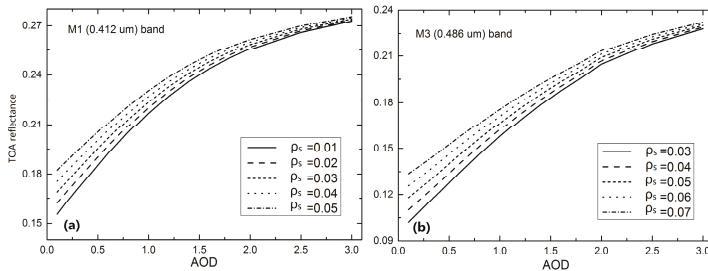 0.27
0.24
0.21
0.18
0.15
TCA reflectance
M1 (0.412 um) band
ρs =0.01
ρs =0.02
ρs =0.03
ρs =0.04
ρs =0.05
(a)
0.0 0.5 1.0 1.5 2.0 2.5 3.0
AOD
0.24
0.21
0.18
0.15
0.12
0.09
M3 (0.486 um) band
ρs =0.03
ρs =0.04
ρs =0.05
ρs =0.06
ρs =0.07
(b)
0.0 0.5 1.0 1.5 2.0 2.5 3.0
AOD